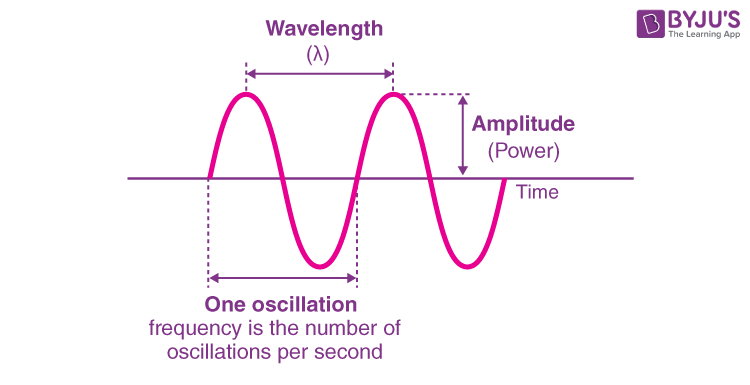 BYJU'S
The Learning App
Wavelength
(λ)
Amplitude
(Power)
Time
One oscillation
frequency is the number of
oscillations per second